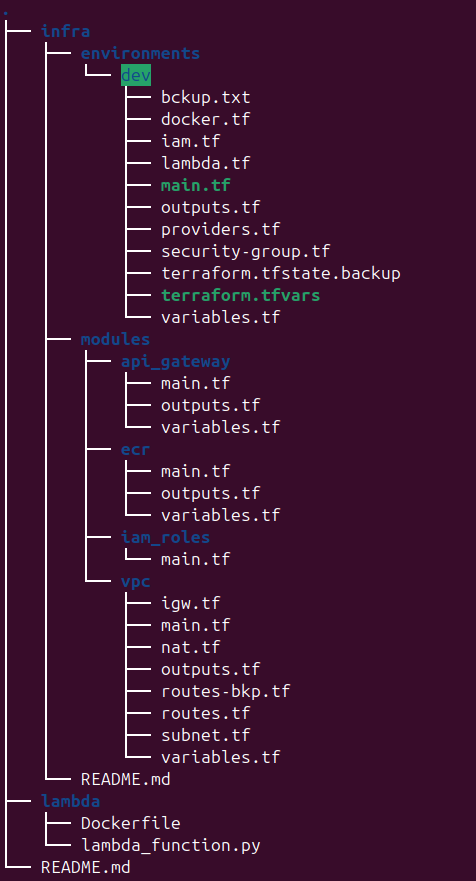 .
infra
environments
dev
bckup.txt
docker.tf
iam.tf
lambda.tf
main.tf
outputs.tf
providers.tf
security-group.tf
terraform.tfstate.backup
terraform.tfvars
variables.tf
modules
api_gateway
main.tf
outputs.tf
variables.tf
ecr
main.tf
outputs.tf
variables.tf
iam_roles
main.tf
vpc
igw.tf
main.tf
nat.tf
outputs.tf
routes-bkp.tf
routes.tf
subnet.tf
variables.tf
README.md
lambda
Dockerfile
lambda_function.py
README.md